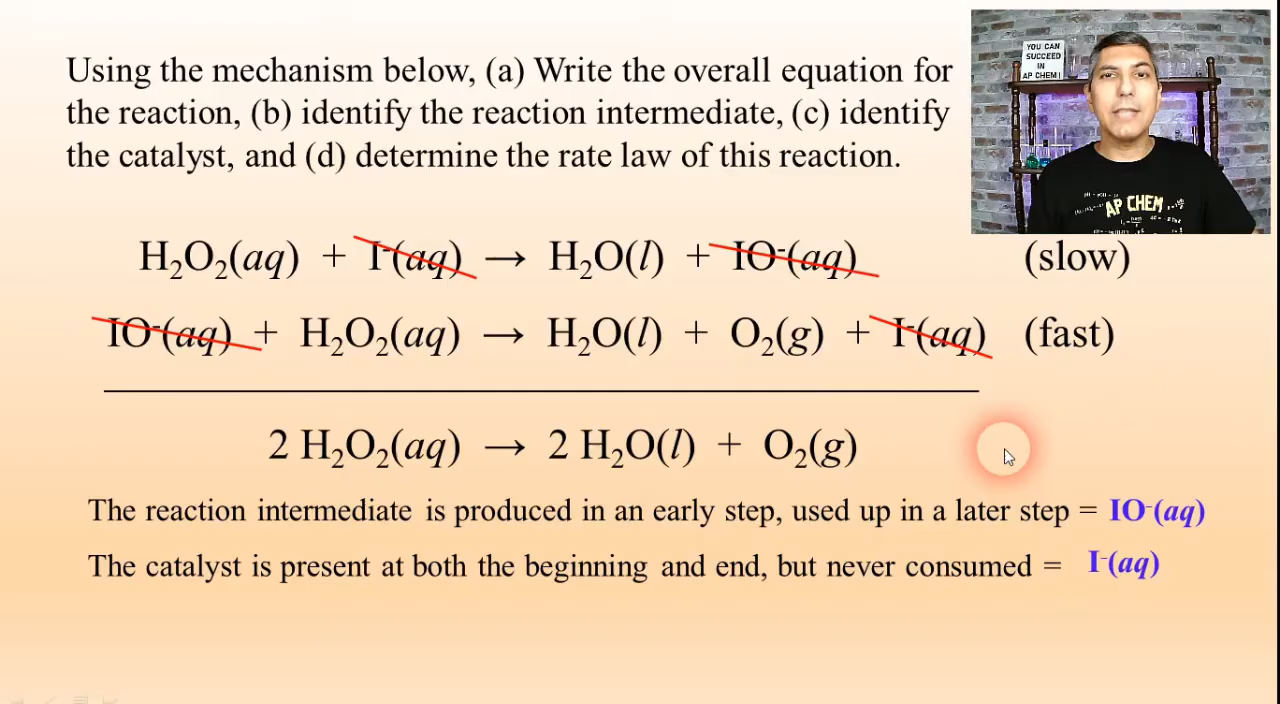 Using the mechanism below, (a) Write the overall equation for
the reaction, (b) identify the reaction intermediate, (c) identify
the catalyst, and (d) determine the rate law of this reaction.
YOU CAN
SUCCEED
IN
AP CHEM!
AP CHEM
H₂O₂(aq) + I⁻(aq) → H₂O(l) + IO⁻(aq) (slow)
IO⁻(aq) + H₂O₂(aq) → H₂O(l) + O₂(g) + I⁻(aq) (fast)
2 H₂O₂(aq) → 2 H₂O(l) + O₂(g)
The reaction intermediate is produced in an early step, used up in a later step = IO⁻(aq)
The catalyst is present at both the beginning and end, but never consumed = I⁻(aq)